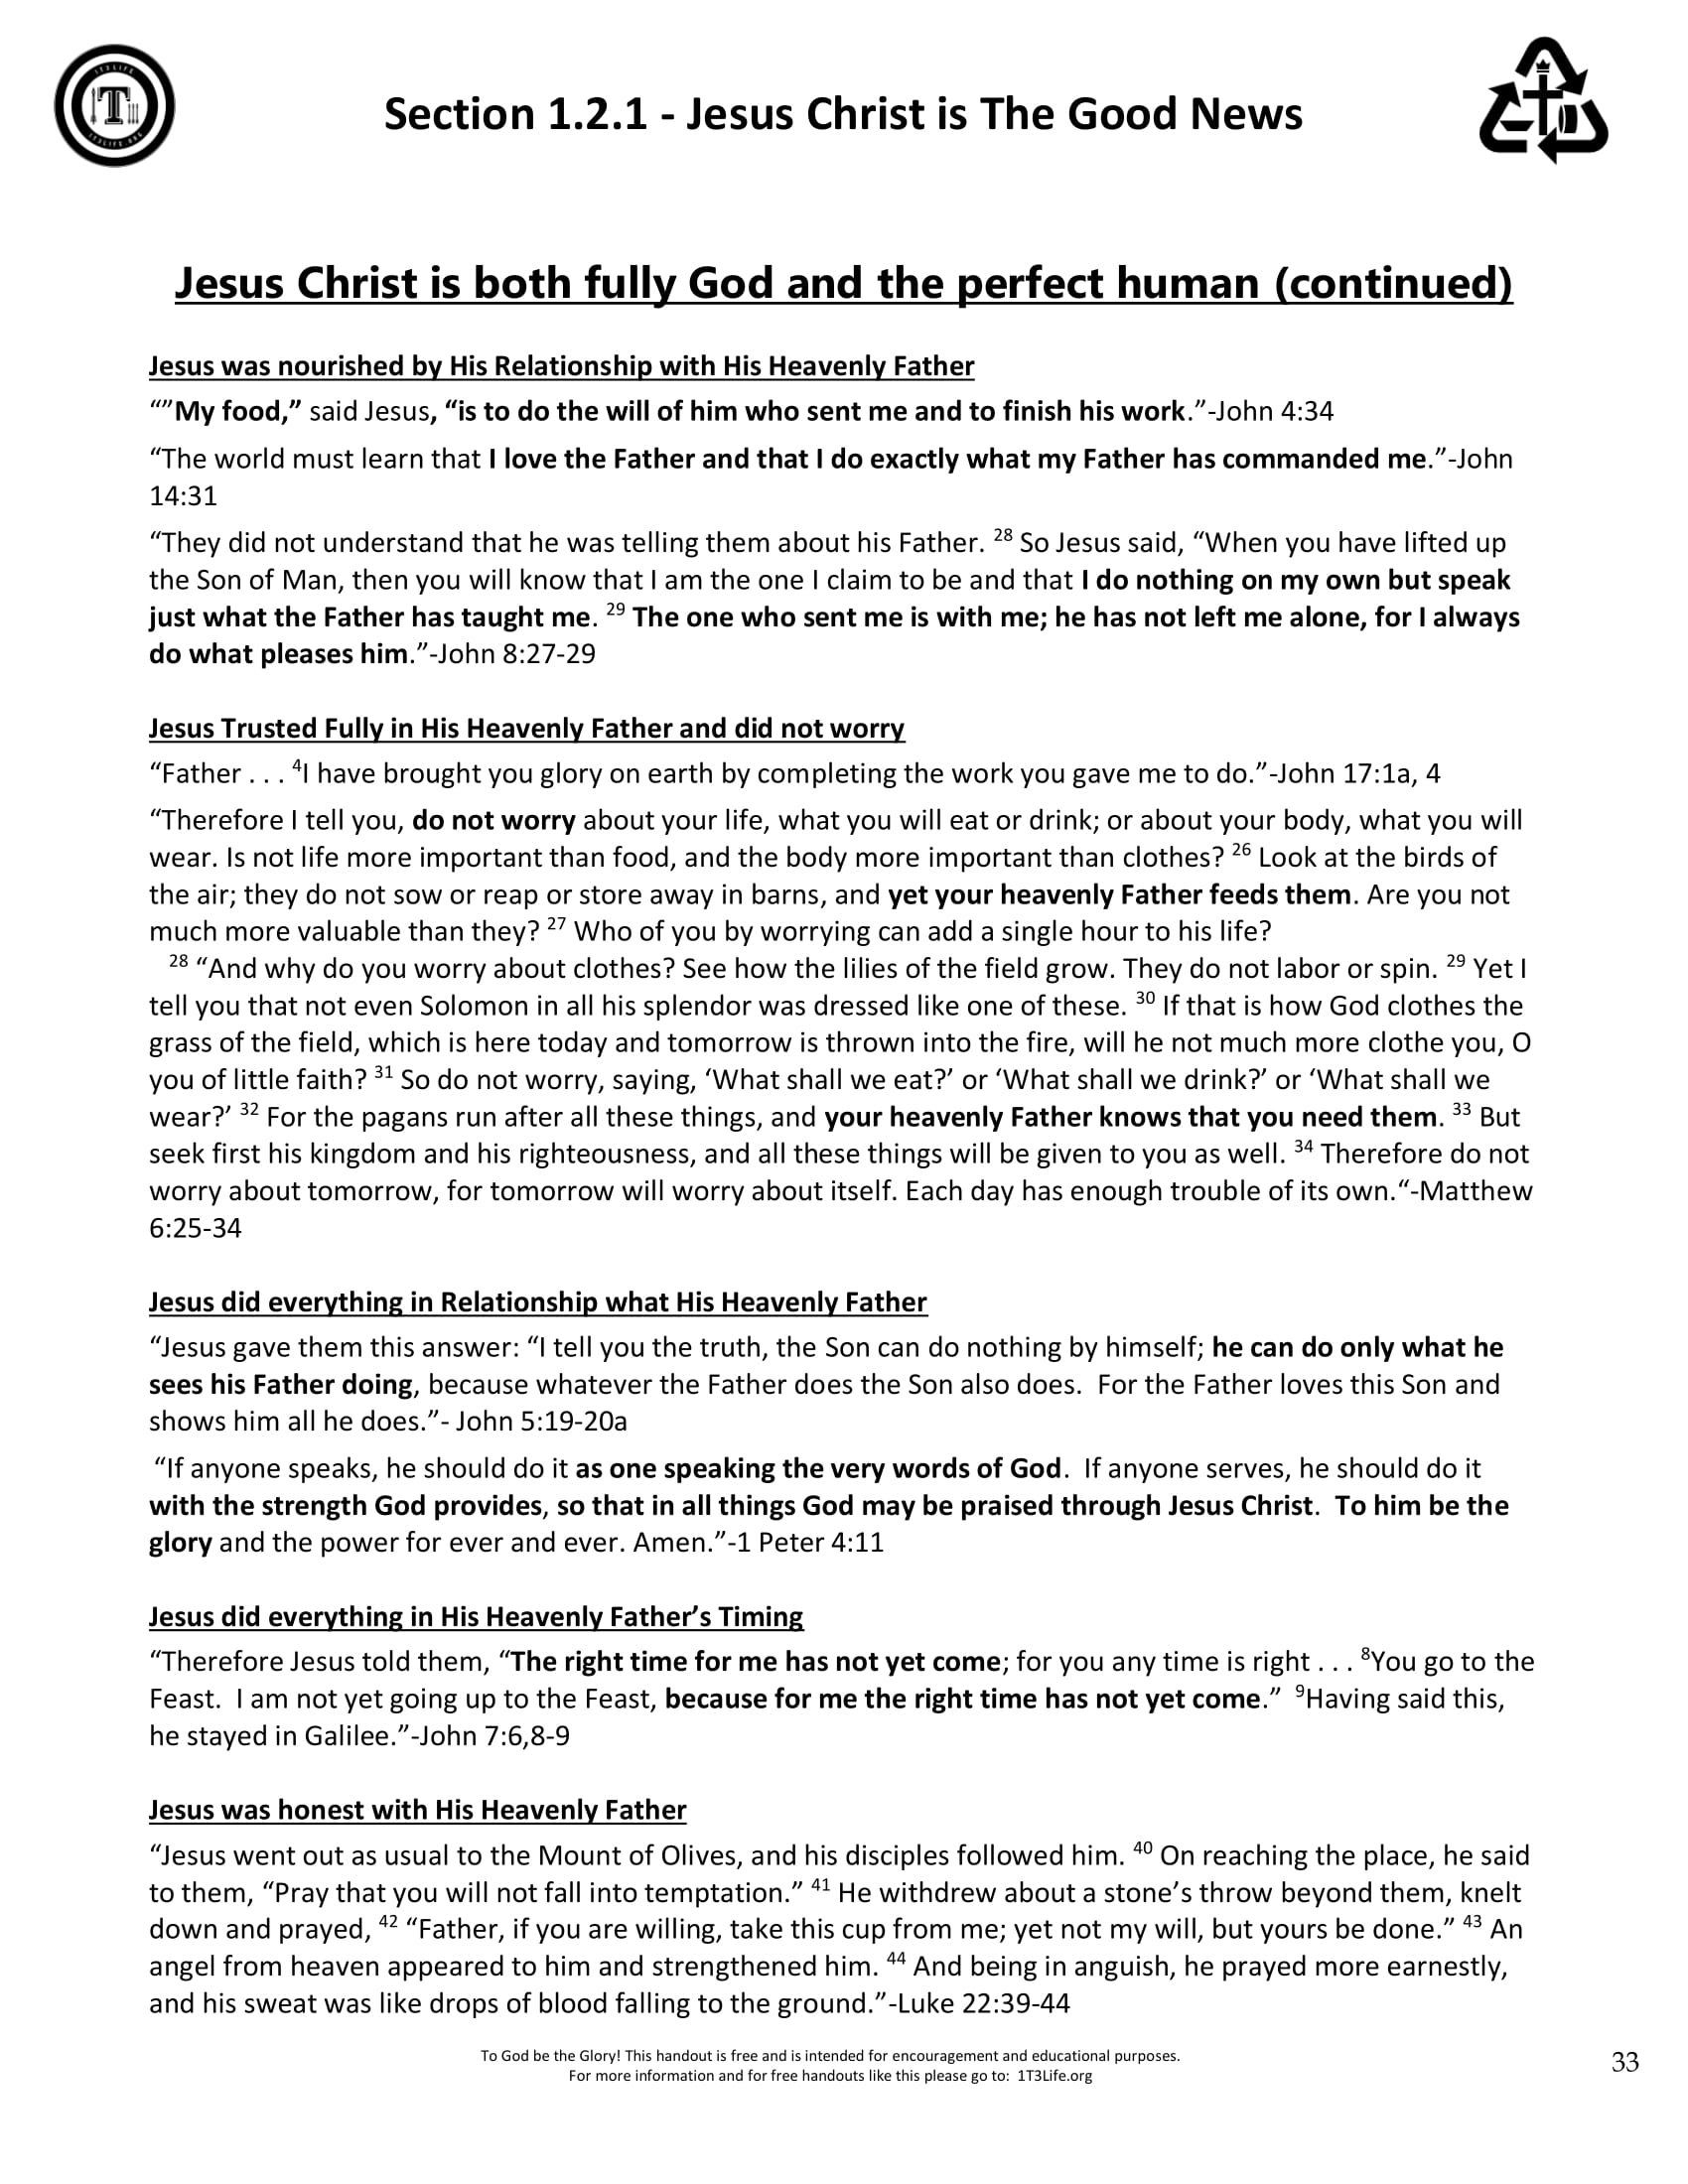 Section 1.2.1 - Jesus Christ is The Good News
Jesus Christ is both fully God and the perfect human (continued)
Jesus was nourished by His Relationship with His Heavenly Father
“”My food,” said Jesus, “is to do the will of him who sent me and to finish his work.”-John 4:34
“The world must learn that I love the Father and that I do exactly what my Father has commanded me.”-John
14:31
“They did not understand that he was telling them about his Father. 28 So Jesus said, “When you have lifted up
the Son of Man, then you will know that I am the one I claim to be and that I do nothing on my own but speak
just what the Father has taught me. 29 The one who sent me is with me; he has not left me alone, for I always
do what pleases him.”-John 8:27-29
Jesus Trusted Fully in His Heavenly Father and did not worry
“Father . . . 4I have brought you glory on earth by completing the work you gave me to do.”-John 17:1a, 4
“Therefore I tell you, do not worry about your life, what you will eat or drink; or about your body, what you will
wear. Is not life more important than food, and the body more important than clothes? 26 Look at the birds of
the air; they do not sow or reap or store away in barns, and yet your heavenly Father feeds them. Are you not
much more valuable than they? 27 Who of you by worrying can add a single hour to his life?
28 “And why do you worry about clothes? See how the lilies of the field grow. They do not labor or spin. 29 Yet I
tell you that not even Solomon in all his splendor was dressed like one of these. 30 If that is how God clothes the
grass of the field, which is here today and tomorrow is thrown into the fire, will he not much more clothe you, O
you of little faith? 31 So do not worry, saying, ‘What shall we eat?’ or ‘What shall we drink?’ or ‘What shall we
wear?’ 32 For the pagans run after all these things, and your heavenly Father knows that you need them. 33 But
seek first his kingdom and his righteousness, and all these things will be given to you as well. 34 Therefore do not
worry about tomorrow, for tomorrow will worry about itself. Each day has enough trouble of its own.“-Matthew
6:25-34
Jesus did everything in Relationship what His Heavenly Father
“Jesus gave them this answer: “I tell you the truth, the Son can do nothing by himself; he can do only what he
sees his Father doing, because whatever the Father does the Son also does.  For the Father loves this Son and
shows him all he does.”- John 5:19-20a
“If anyone speaks, he should do it as one speaking the very words of God.  If anyone serves, he should do it
with the strength God provides, so that in all things God may be praised through Jesus Christ.  To him be the
glory and the power for ever and ever. Amen.”-1 Peter 4:11
Jesus did everything in His Heavenly Father’s Timing
“Therefore Jesus told them, “The right time for me has not yet come; for you any time is right . . . 8You go to the
Feast.  I am not yet going up to the Feast, because for me the right time has not yet come.”  9Having said this,
he stayed in Galilee.”-John 7:6,8-9
Jesus was honest with His Heavenly Father
“Jesus went out as usual to the Mount of Olives, and his disciples followed him. 40 On reaching the place, he said
to them, “Pray that you will not fall into temptation.” 41 He withdrew about a stone’s throw beyond them, knelt
down and prayed, 42 “Father, if you are willing, take this cup from me; yet not my will, but yours be done.” 43 An
angel from heaven appeared to him and strengthened him. 44 And being in anguish, he prayed more earnestly,
and his sweat was like drops of blood falling to the ground.”-Luke 22:39-44
To God be the Glory! This handout is free and is intended for encouragement and educational purposes.
For more information and for free handouts like this please go to:  1T3Life.org
33